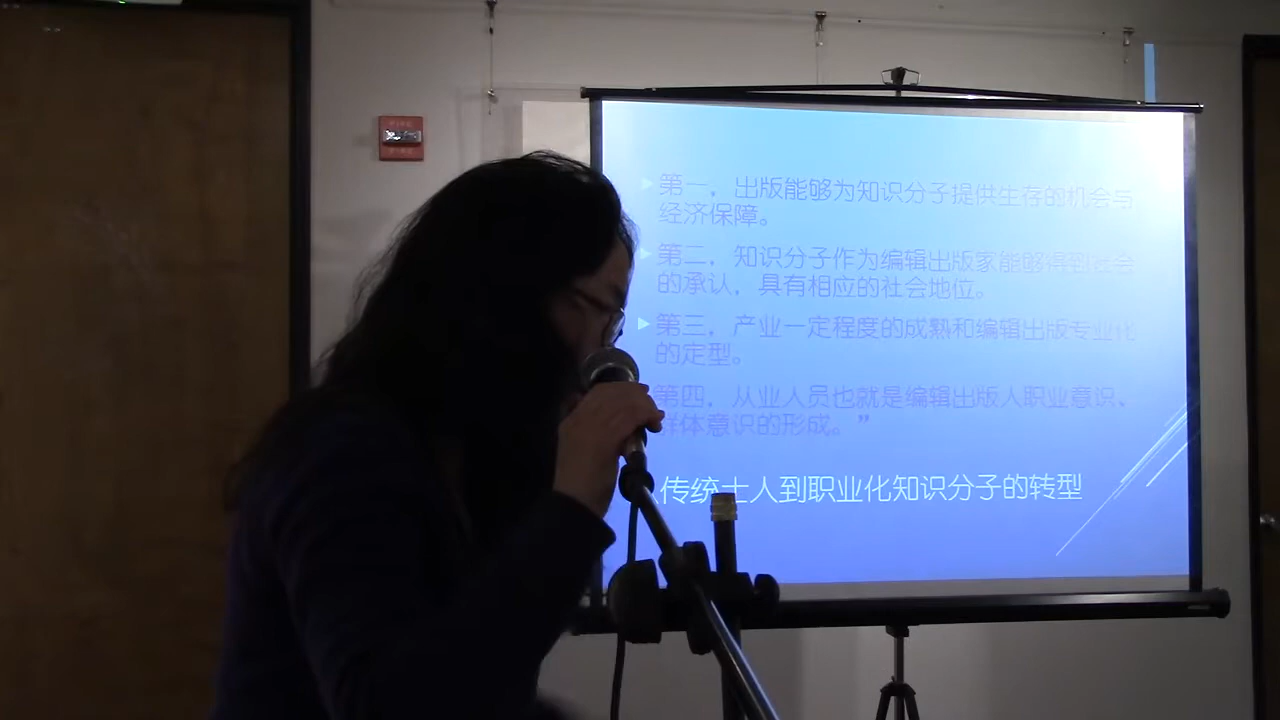 第一，出版能够为知识分子提供生存的机会与
经济保障。
第二，知识分子作为编辑出版家能够得到社会
的承认，具有相应的社会地位。
第三，产业一定程度的成熟和编辑出版专业化
的定型。
第四，从业人员也就是编辑出版人职业意识、
群体意识的形成。”
传统士人到职业化知识分子的转型